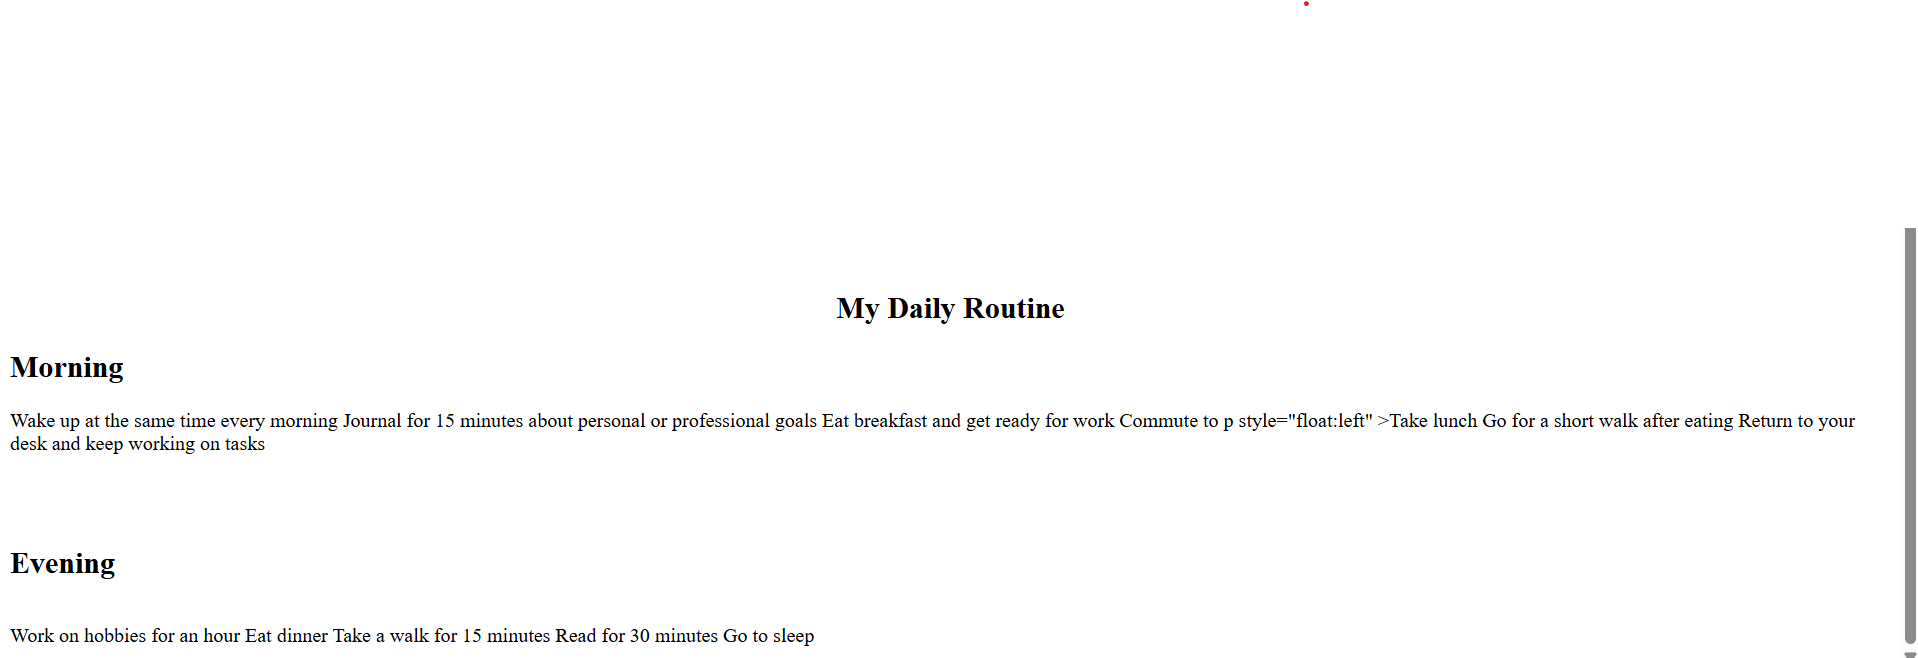 My Daily Routine
Morning
Wake up at the same time every morning Journal for 15 minutes about personal or professional goals Eat breakfast and get ready for work Commute to p style="float:left" >Take lunch Go for a short walk after eating Return to your
desk and keep working on tasks
Evening
Work on hobbies for an hour Eat dinner Take a walk for 15 minutes Read for 30 minutes Go to sleep